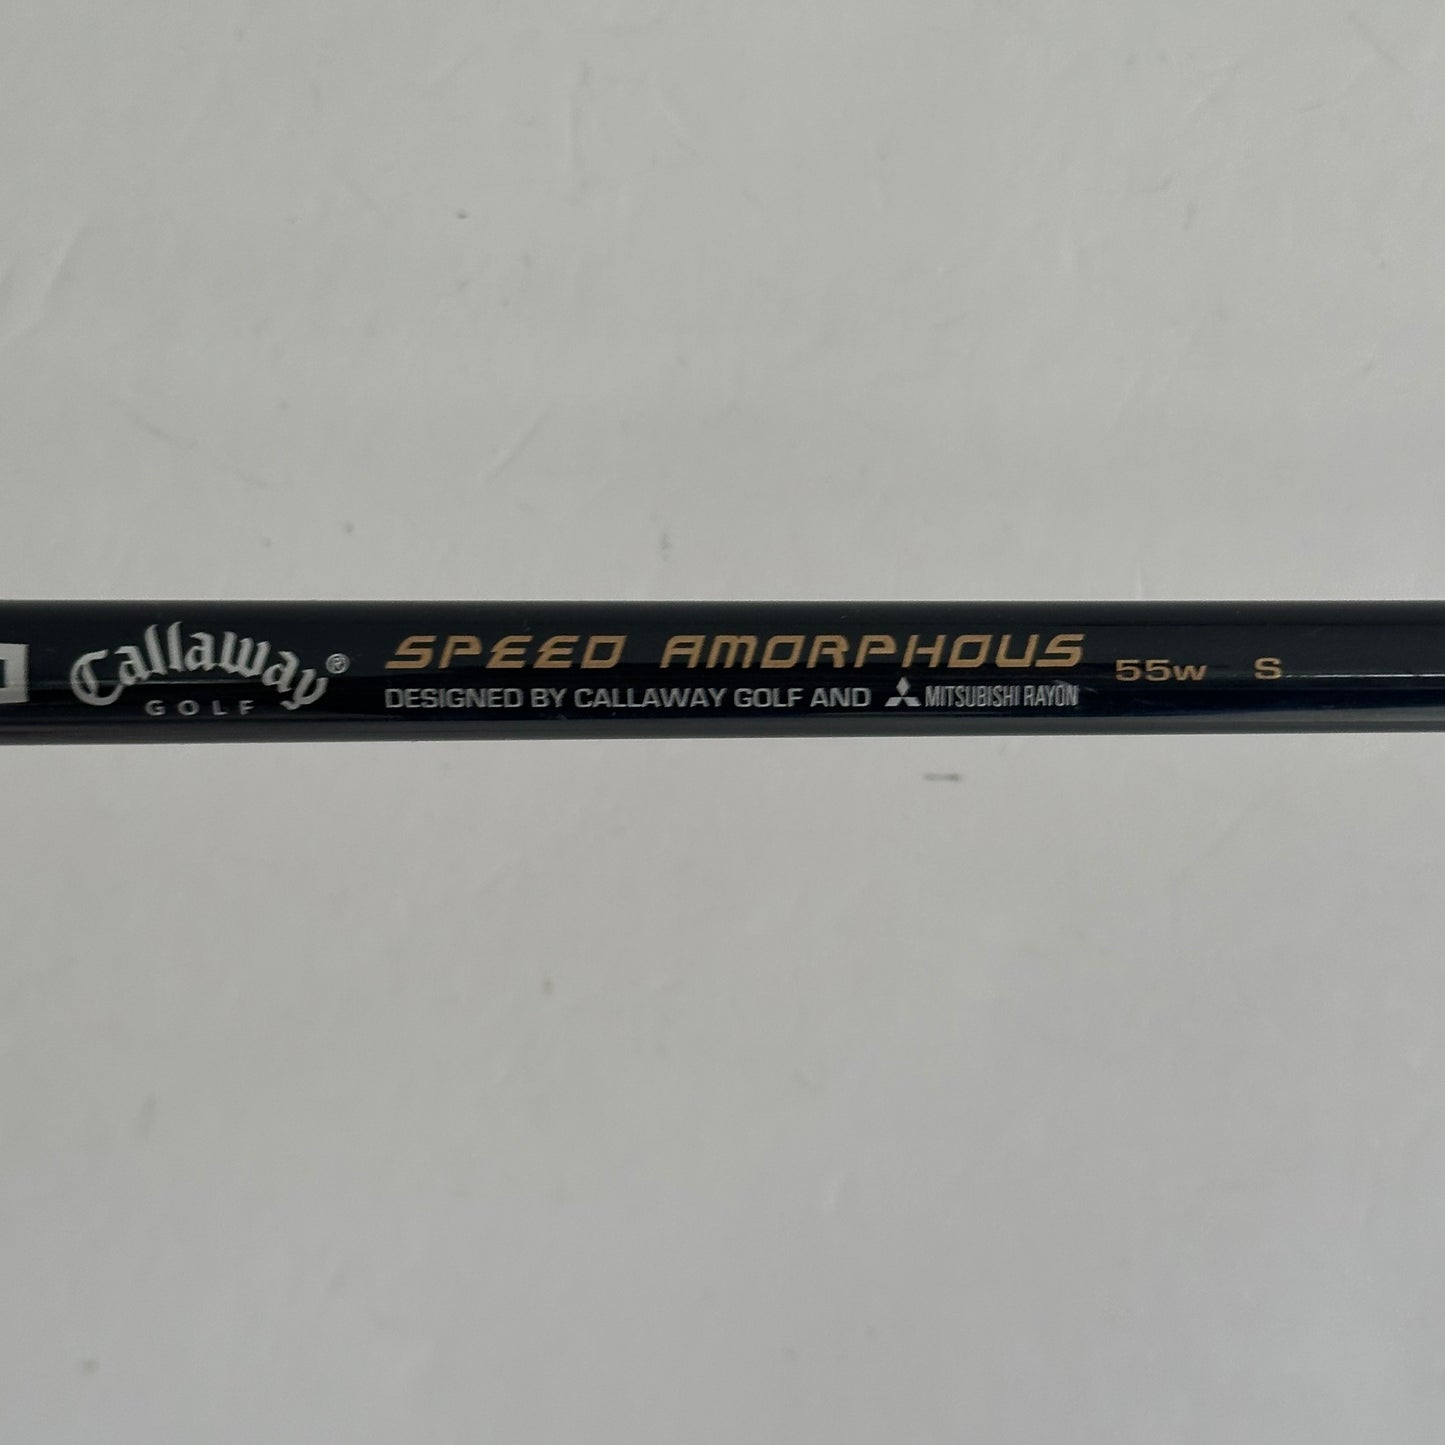 Callaway®
GOLF
SPEED AMORPHOUS
DESIGNED BY CALLAWAY GOLF AND MITSUBISHI RAYON
55w S